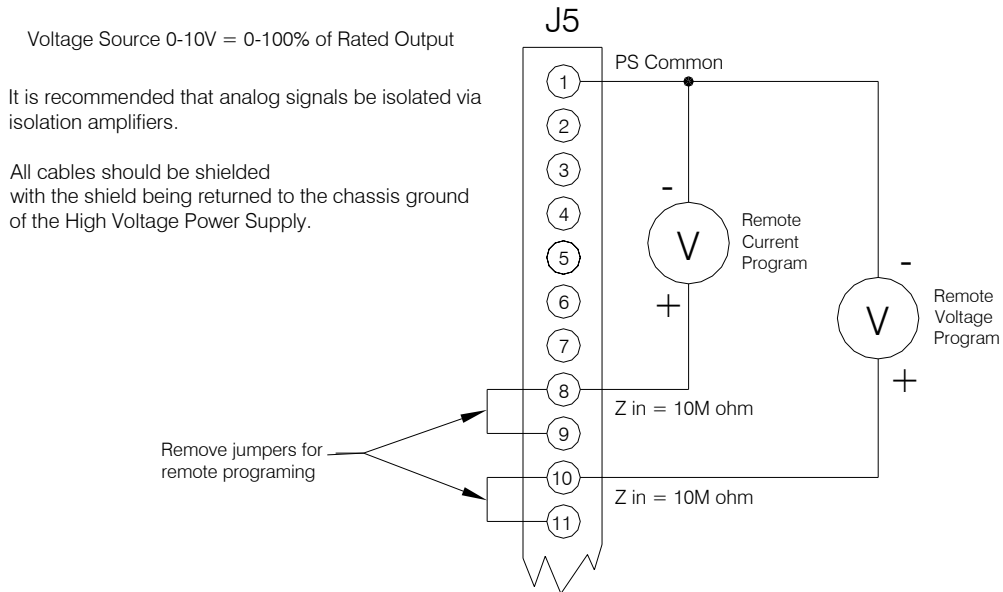 J5
Voltage Source 0-10V = 0-100% of Rated Output
It is recommended that analog signals be isolated via
isolation amplifiers.
All cables should be shielded
with the shield being returned to the chassis ground
of the High Voltage Power Supply.
PS Common
1
2
3
4
5
6
7
8
9
10
11
-
V
+
Remote
Current
Program
-
V
+
Remote
Voltage
Program
Z in = 10M ohm
Z in = 10M ohm
Remove jumpers for
remote programing